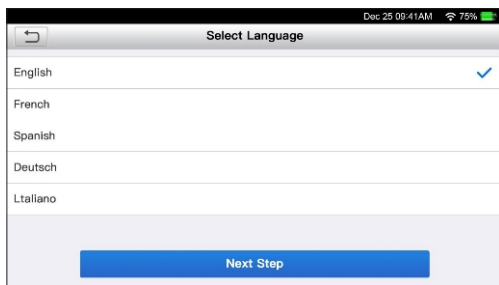 Dec 25 09:41AM 75%
Select Language
English
French
Spanish
Deutsch
Ltaliano
Next Step